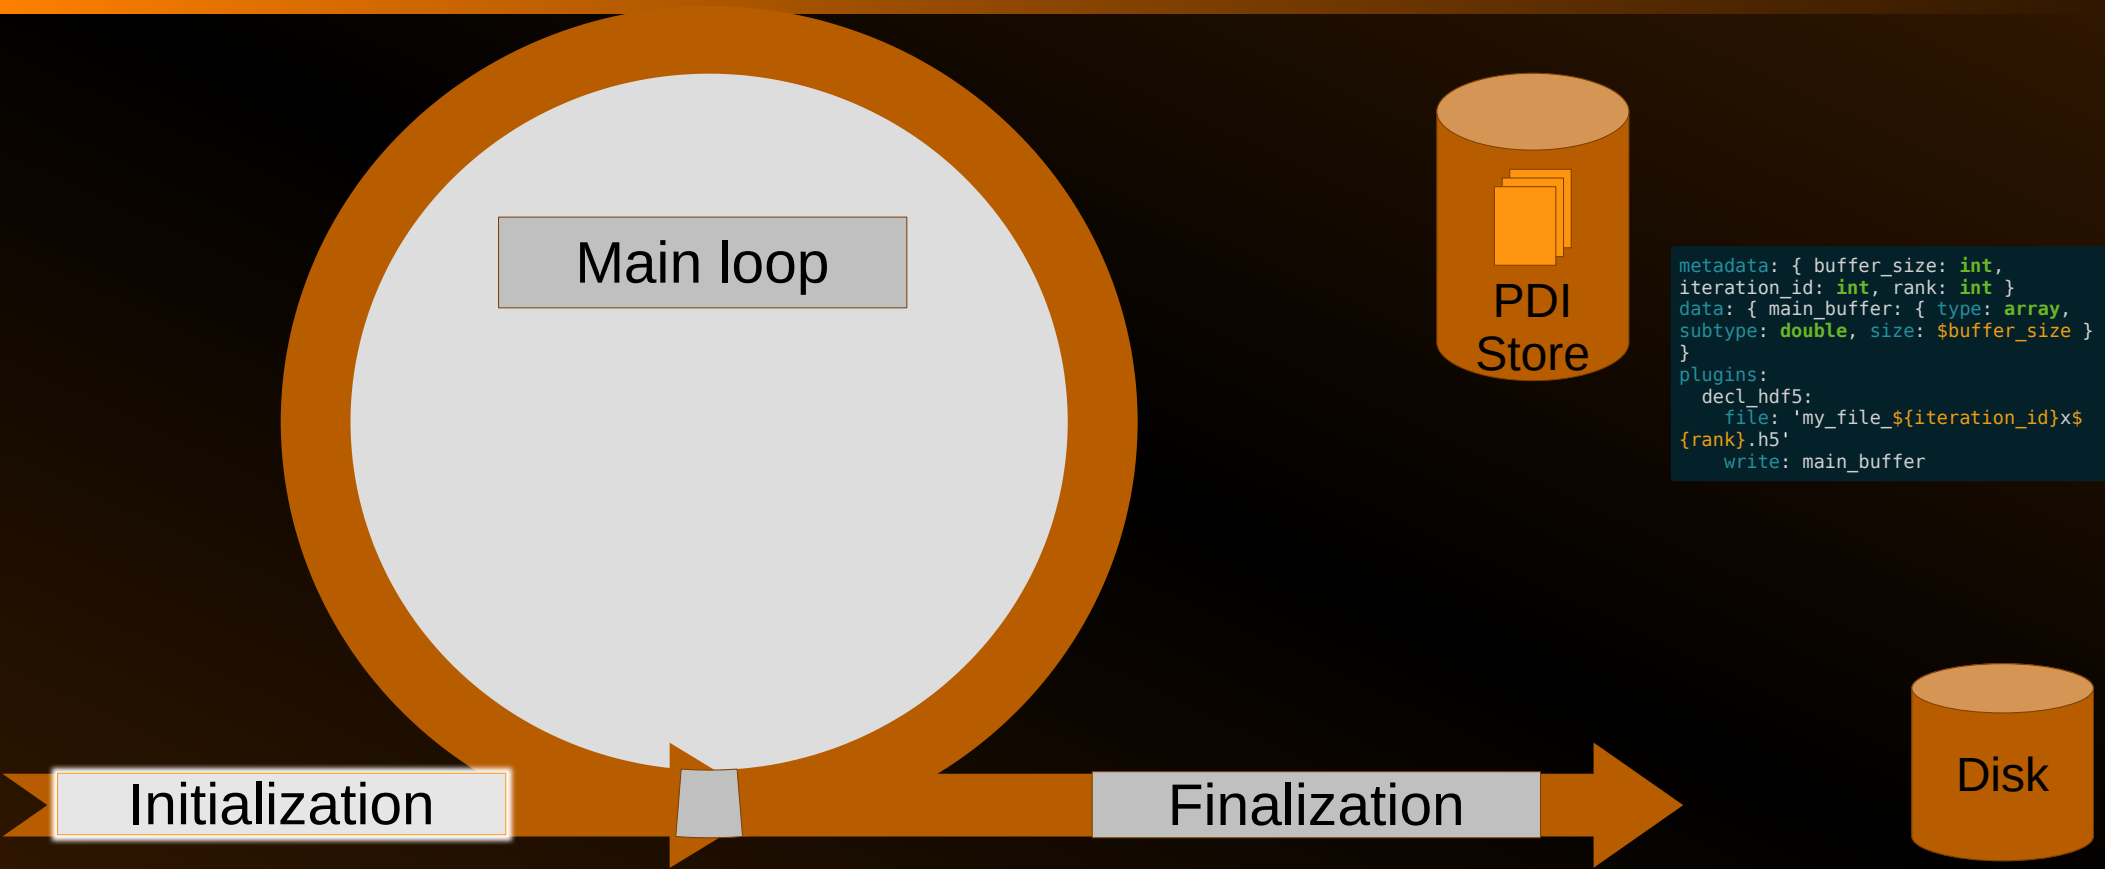 Main loop
PDI
Store
metadata: { buffer_size: int,
iteration_id: int, rank: int }
data: { main_buffer: { type: array,
subtype: double, size: $buffer_size }
}
plugins:
  decl_hdf5:
    file: 'my_file_${iteration_id}x$
{rank}.h5'
    write: main_buffer
Initialization
Finalization
Disk